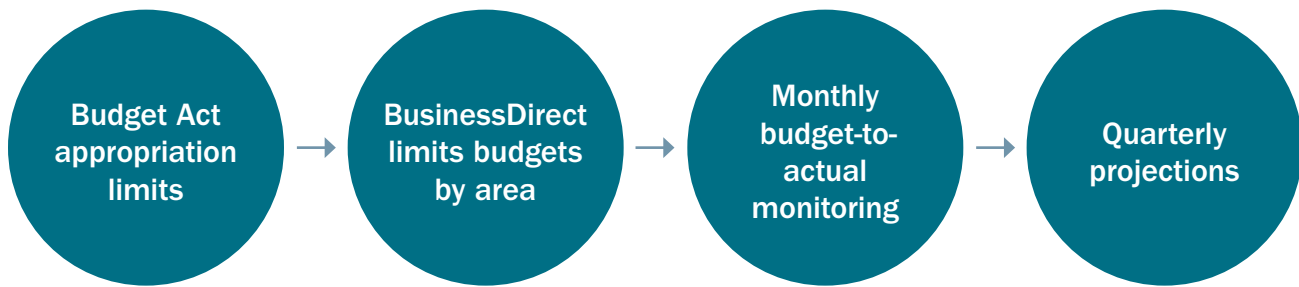 Budget Act
appropriation
limits
BusinessDirect
limits budgets
by area
Monthly
budget-to-
actual
monitoring
Quarterly
projections